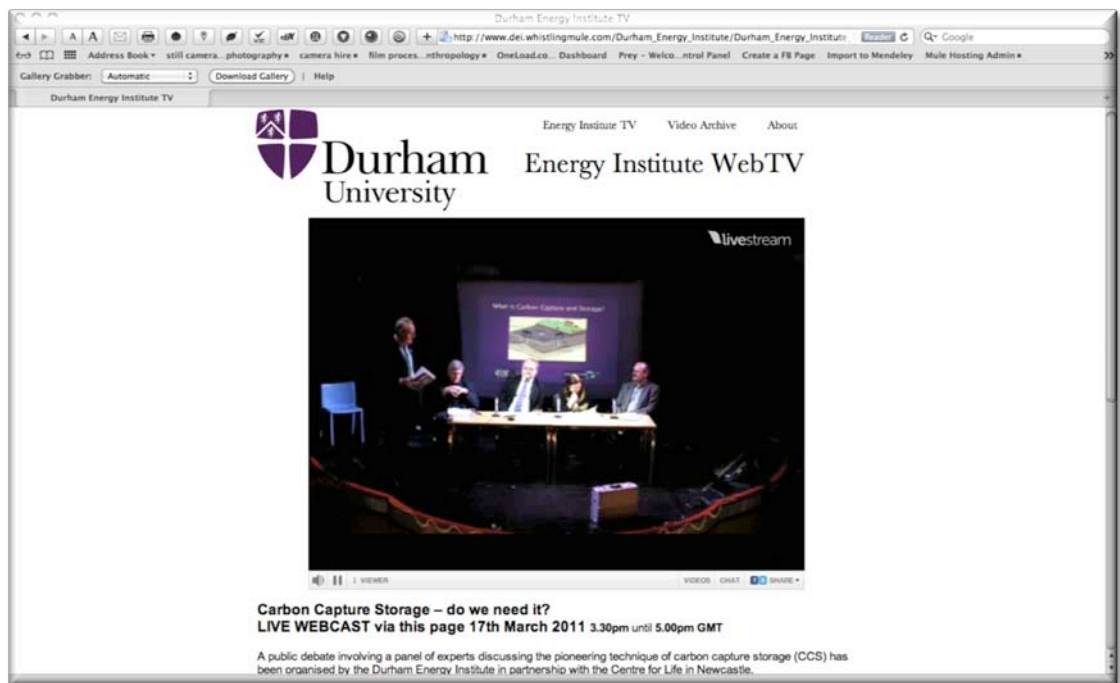 Durham Energy Institute TV
A A + http://www.dei.whistlingmule.com/Durham_Energy_Institute/Durham_Energy_Institute_ Reader Google
Address Book still camera...photography camera hire film proces...nthropology OneLoad.co... Dashboard Prey - Welco...ntrol Panel Create a FB Page Import to Mendeley Mule Hosting Admin
Gallery Grabber: Automatic Download Gallery Help
Durham Energy Institute TV
Energy Institute TV Video Archive About
Durham Energy Institute WebTV
University
livestream
What is Carbon Capture and Storage?
1 VIEWER VIDEOS CHAT SHARE
Carbon Capture Storage – do we need it?
LIVE WEBCAST via this page 17th March 2011 3.30pm until 5.00pm GMT
A public debate involving a panel of experts discussing the pioneering technique of carbon capture storage (CCS) has
been organised by the Durham Energy Institute in partnership with the Centre for Life in Newcastle.